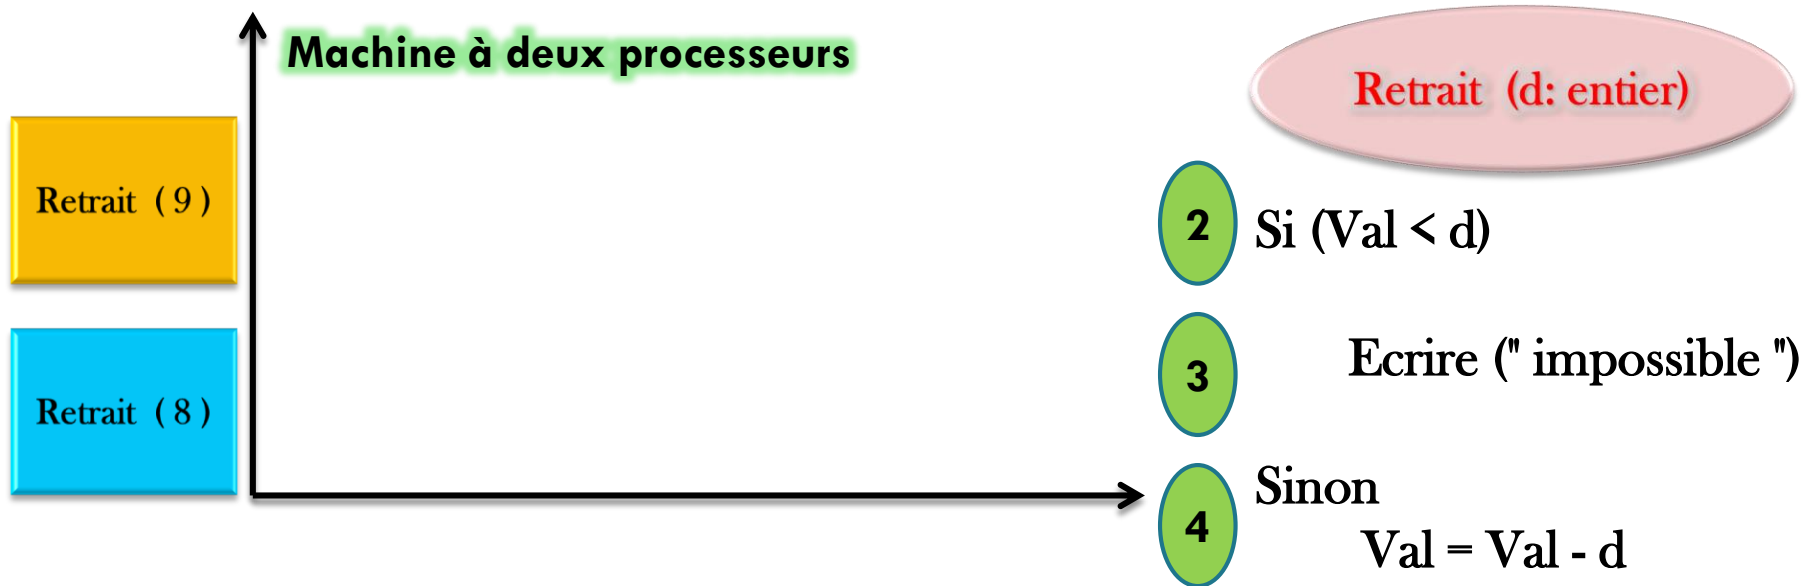 Machine à deux processeurs
Retrait (d: entier)
Retrait ( 9 )
2 Si (Val < d)
3 Ecrire (" impossible ")
Retrait ( 8 )
4 Sinon
Val = Val - d